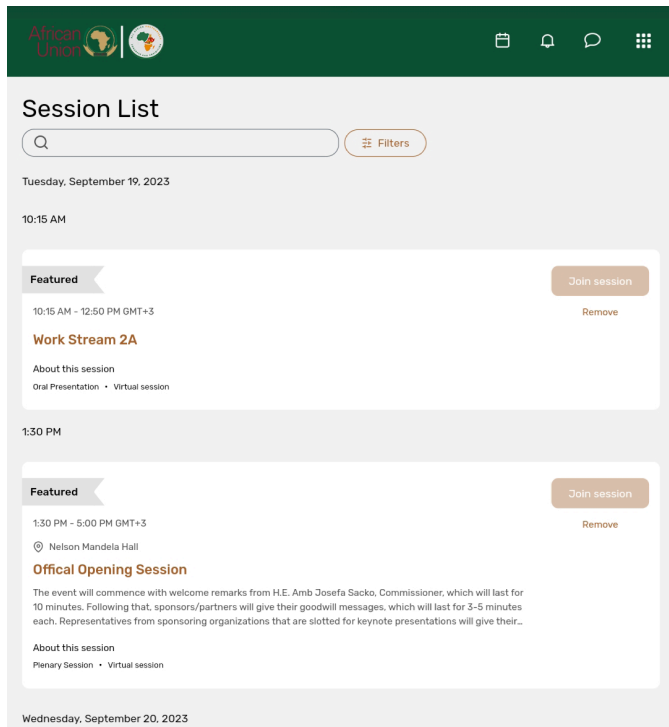 African
Union
Session List
Filters
Tuesday, September 19, 2023
10:15 AM
Featured
Join session
10:15 AM - 12:50 PM GMT+3
Remove
Work Stream 2A
About this session
Oral Presentation • Virtual session
1:30 PM
Featured
Join session
1:30 PM - 5:00 PM GMT+3
Remove
Nelson Mandela Hall
Offical Opening Session
The event will commence with welcome remarks from H.E. Amb Josefa Sacko, Commissioner, which will last for
10 minutes. Following that, sponsors/partners will give their goodwill messages, which will last for 3-5 minutes
each. Representatives from sponsoring organizations that are slotted for keynote presentations will give their…
About this session
Plenary Session • Virtual session
Wednesday, September 20, 2023